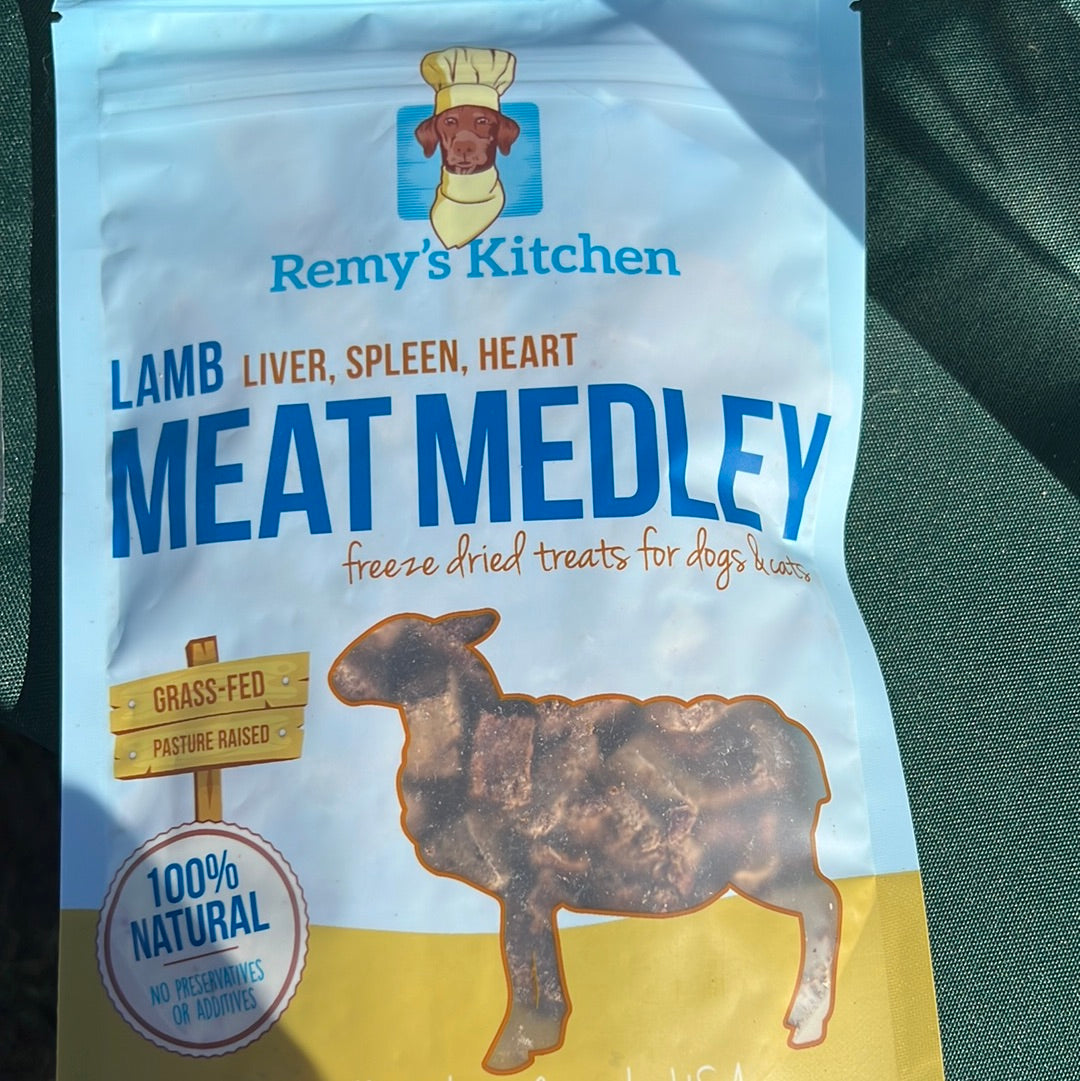 Remy's Kitchen
LAMB LIVER, SPLEEN, HEART
MEAT MEDLEY
freeze dried treats for dogs & cats
GRASS-FED
PASTURE RAISED
100%
NATURAL
NO PRESERVATIVES
OR ADDITIVES
USA